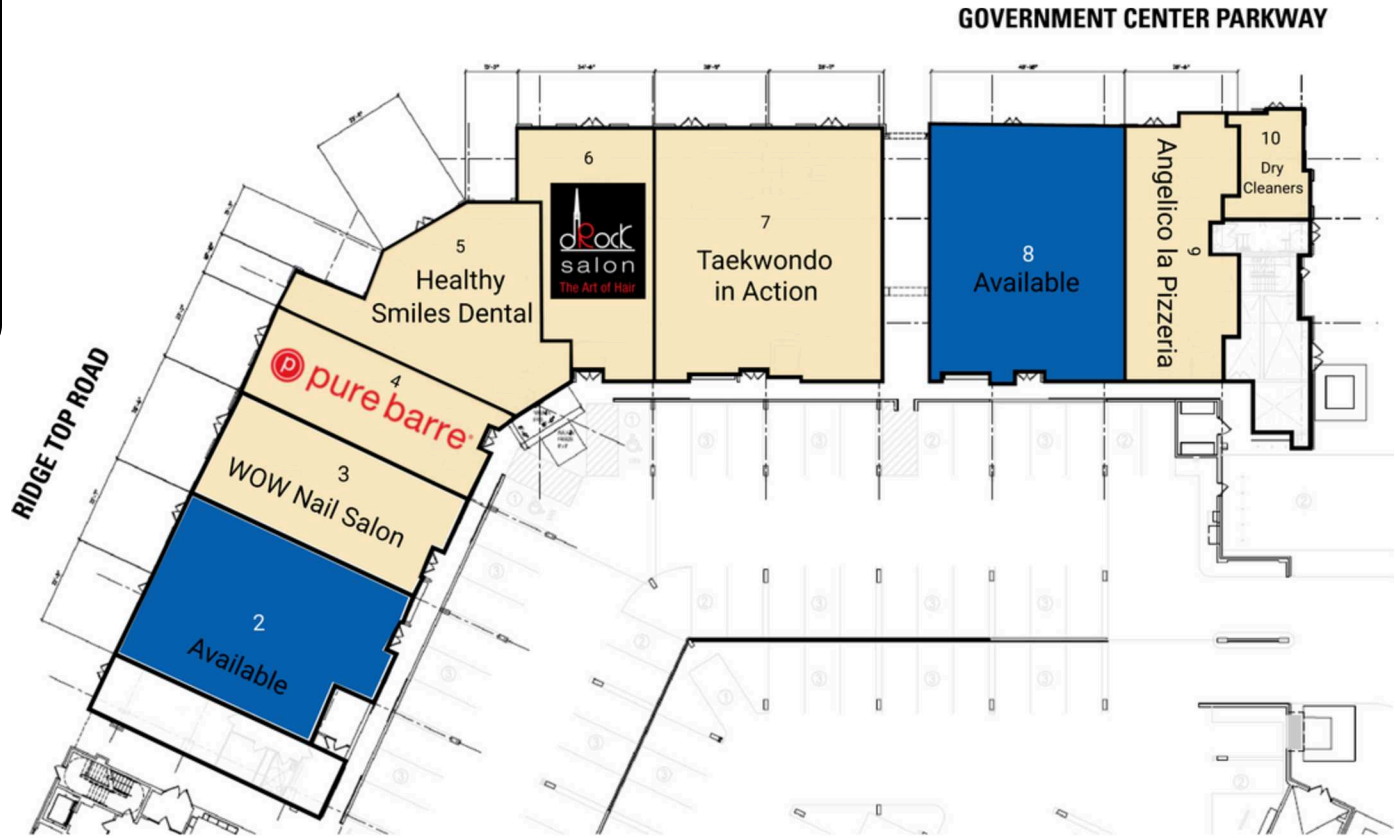 GOVERNMENT CENTER PARKWAY
RIDGE TOP ROAD
10
Dry
Cleaners
9
Angelico la Pizzeria
8
Available
7
Taekwondo
in Action
6
dRock
salon
The Art of Hair
5
Healthy
Smiles Dental
4
p
pure barre
3
WOW Nail Salon
2
Available